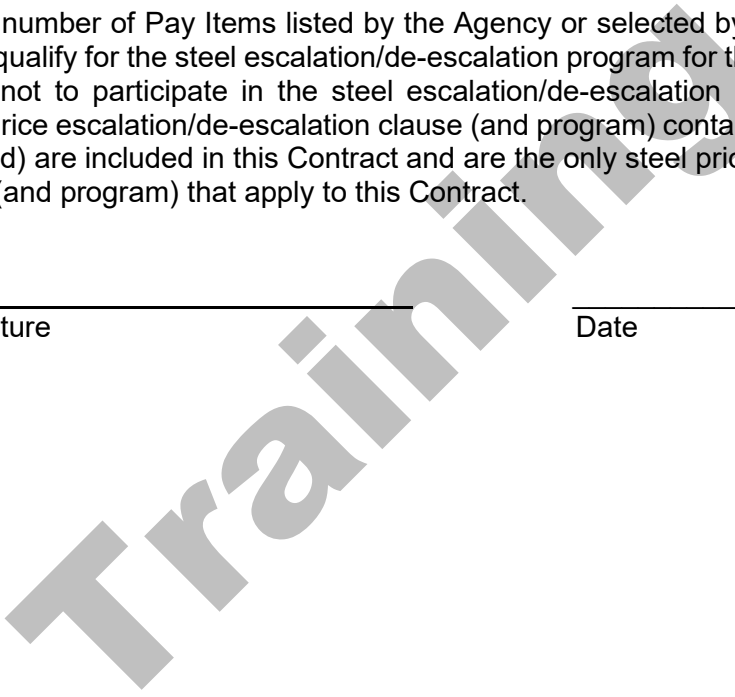 number of Pay Items listed by the Agency or selected by
qualify for the steel escalation/de-escalation program for th
not to participate in the steel escalation/de-escalation
rice escalation/de-escalation clause (and program) conta
d) are included in this Contract and are the only steel pric
(and program) that apply to this Contract.
ture
Date
Training